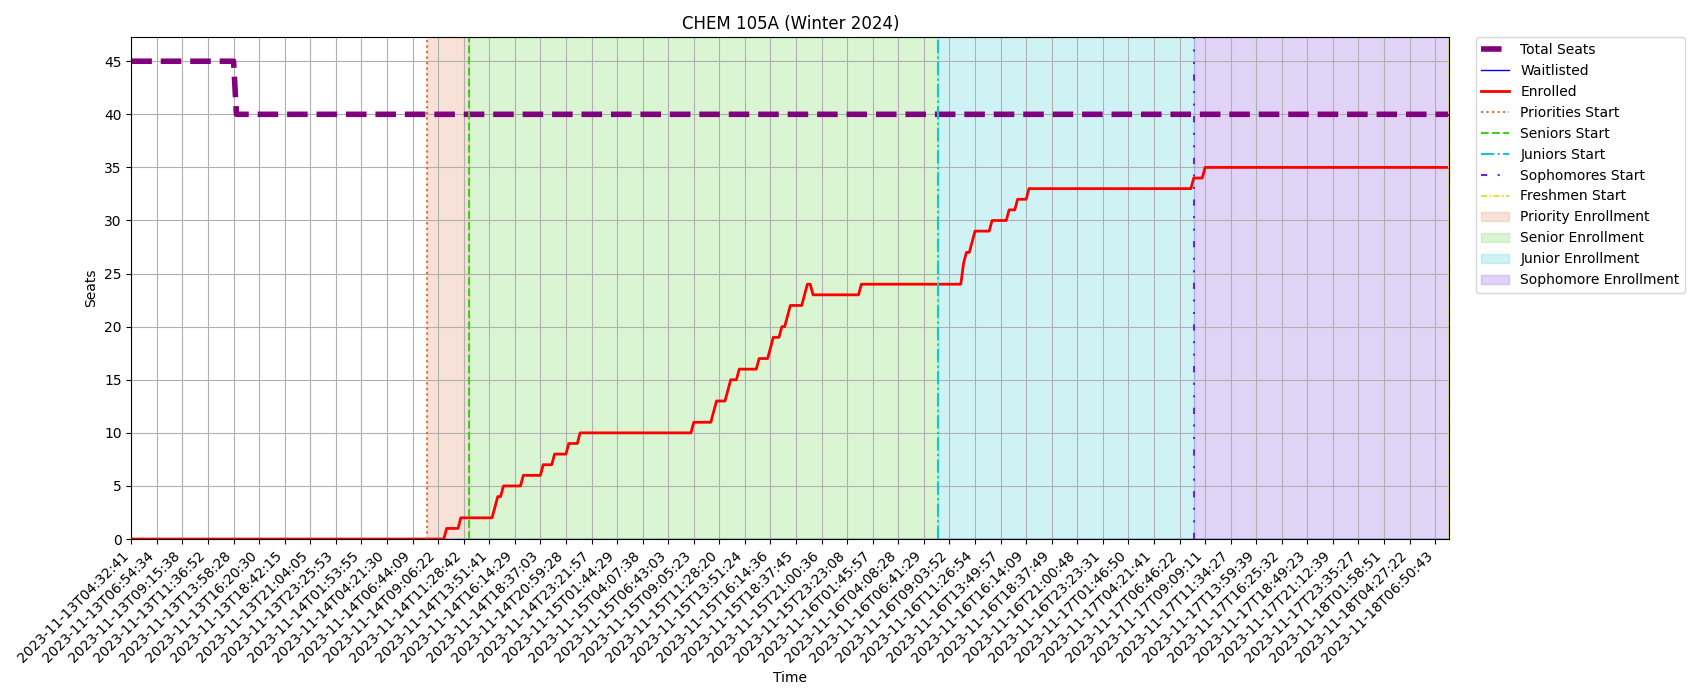 CHEM 105A (Winter 2024)
Seats
45
40
35
30
25
20
15
10
5
0
2023-11-13T04:32:41
2023-11-13T06:54:34
2023-11-13T09:15:38
2023-11-13T11:36:52
2023-11-13T13:58:28
2023-11-13T16:20:30
2023-11-13T18:42:15
2023-11-13T21:04:05
2023-11-13T23:25:53
2023-11-14T01:53:55
2023-11-14T04:21:30
2023-11-14T06:44:09
2023-11-14T09:06:22
2023-11-14T11:28:42
2023-11-14T13:51:41
2023-11-14T16:14:29
2023-11-14T18:37:03
2023-11-14T20:59:28
2023-11-14T23:21:57
2023-11-15T01:44:29
2023-11-15T04:07:38
2023-11-15T06:43:03
2023-11-15T09:05:23
2023-11-15T11:28:20
2023-11-15T13:51:24
2023-11-15T16:14:36
2023-11-15T18:37:45
2023-11-15T21:00:36
2023-11-15T23:23:08
2023-11-16T01:45:57
2023-11-16T04:08:28
2023-11-16T06:41:29
2023-11-16T09:03:52
2023-11-16T11:26:54
2023-11-16T13:49:57
2023-11-16T16:14:09
2023-11-16T18:37:49
2023-11-16T21:00:48
2023-11-16T23:23:31
2023-11-17T01:46:50
2023-11-17T04:21:41
2023-11-17T06:46:22
2023-11-17T09:09:11
2023-11-17T11:34:27
2023-11-17T13:59:39
2023-11-17T16:25:32
2023-11-17T18:49:23
2023-11-17T21:12:39
2023-11-17T23:35:27
2023-11-18T01:58:51
2023-11-18T04:27:22
2023-11-18T06:50:43
Time
Total Seats
Waitlisted
Enrolled
Priorities Start
Seniors Start
Juniors Start
Sophomores Start
Freshmen Start
Priority Enrollment
Senior Enrollment
Junior Enrollment
Sophomore Enrollment